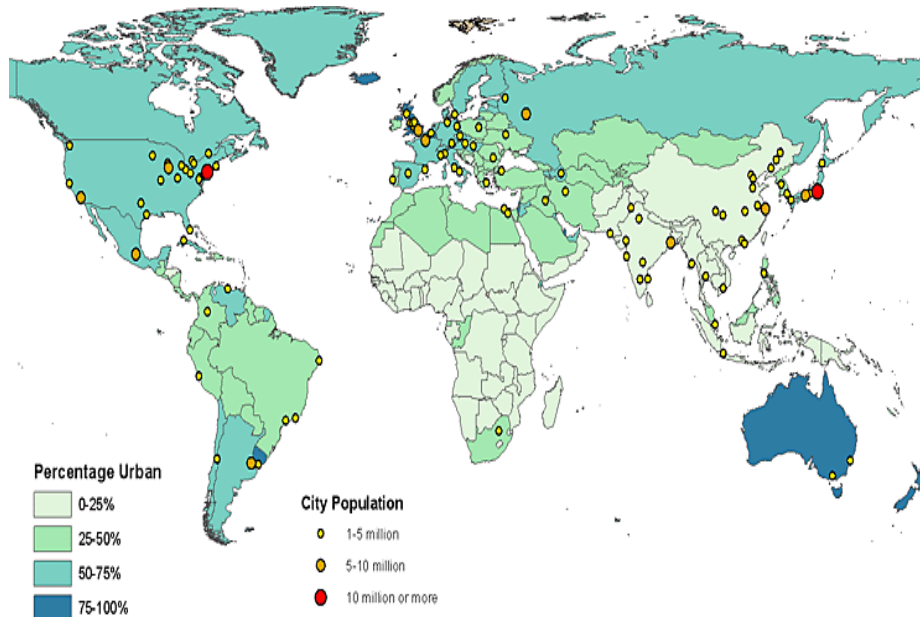 Percentage Urban
0-25%
25-50%
50-75%
75-100%
City Population
1-5 million
5-10 million
10 million or more